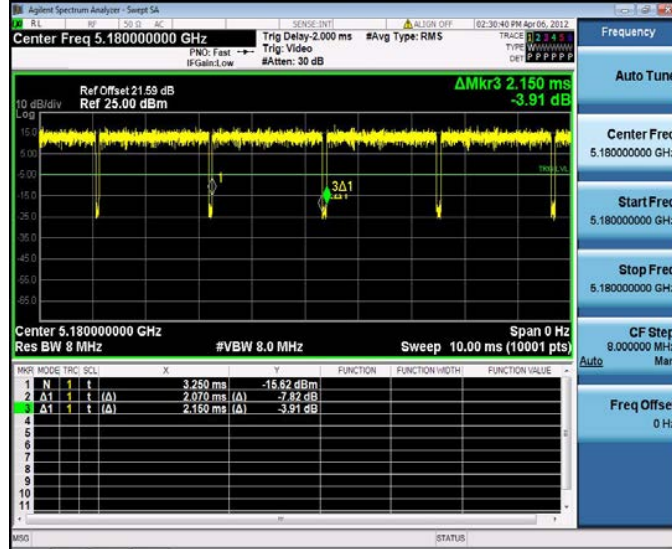 Agilent Spectrum Analyzer - Swept SA
RL RF 50 Ω AC SENSE:INT ALIGN OFF 02:30:40 PM Apr 06, 2012
Center Freq 5.180000000 GHz
PNO: Fast
IFGain:Low
Trig Delay-2.000 ms
Trig: Video
#Atten: 30 dB
#Avg Type: RMS
TRACE 1 2 3 4 5 6
TYPE WWWWWW
DET P P P P P P
Ref Offset 21.59 dB
10 dB/div Ref 25.00 dBm
Log
ΔMkr3 2.150 ms
-3.91 dB
15.0
5.00
-5.00
-15.0
-25.0
-35.0
-45.0
-55.0
-65.0
TRIG LVL
1
3Δ1
Center 5.180000000 GHz Span 0 Hz
Res BW 8 MHz #VBW 8.0 MHz Sweep 10.00 ms (10001 pts)
MKR MODE TRC SCL X Y FUNCTION FUNCTION WIDTH FUNCTION VALUE
1 N 1 t 3.250 ms -15.62 dBm
2 Δ1 1 t (Δ) 2.070 ms (Δ) -7.82 dB
3 Δ1 1 t (Δ) 2.150 ms (Δ) -3.91 dB
4
5
6
7
8
9
10
11
MSG STATUS
Frequency
Auto Tune
Center Freq
5.180000000 GHz
Start Freq
5.180000000 GHz
Stop Freq
5.180000000 GHz
CF Step
8.000000 MHz
Auto Man
Freq Offset
0 Hz